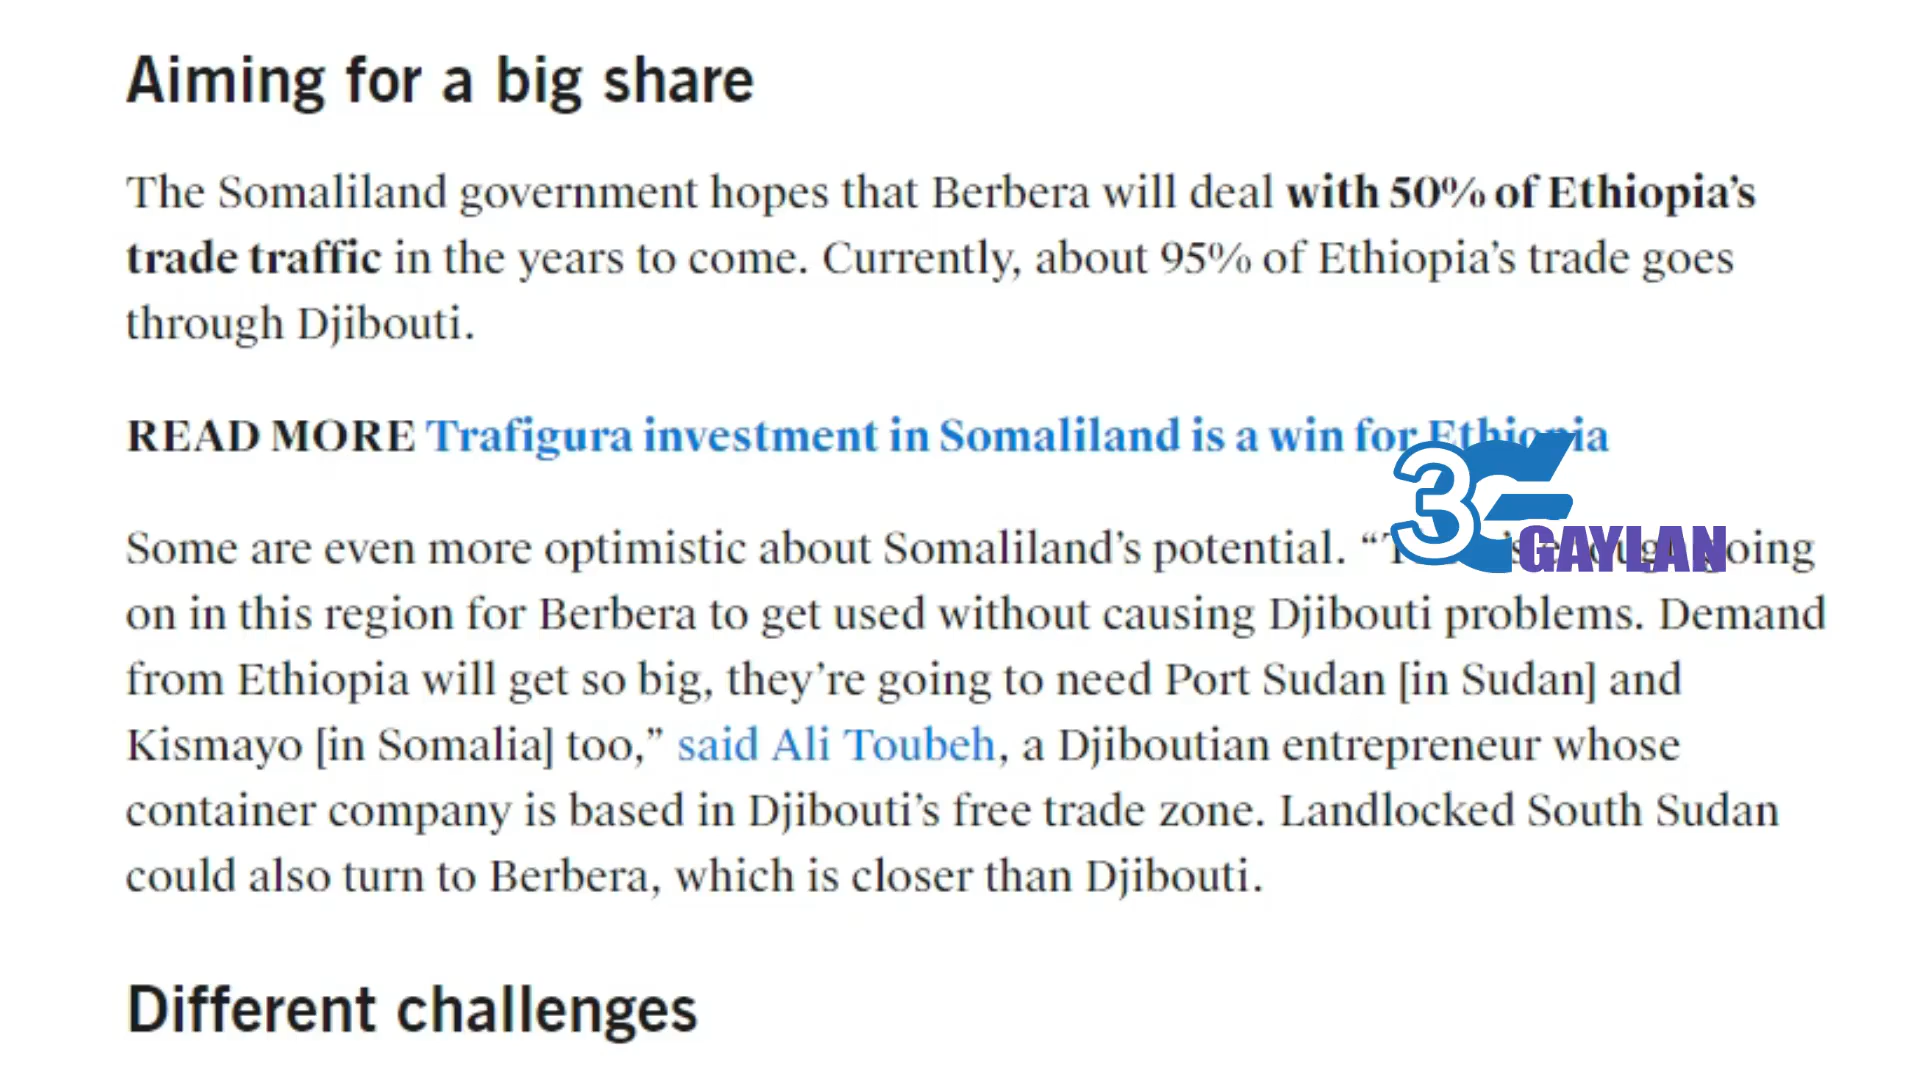 Aiming for a big share
The Somaliland government hopes that Berbera will deal with 50% of Ethiopia’s
trade traffic in the years to come. Currently, about 95% of Ethiopia’s trade goes
through Djibouti.
READ MORE Trafigura investment in Somaliland is a win for Ethiopia
Some are even more optimistic about Somaliland’s potential.
3G
GAYLAN
on in this region for Berbera to get used without causing Djibouti problems. Demand
from Ethiopia will get so big, they’re going to need Port Sudan [in Sudan] and
Kismayo [in Somalia] too,” said Ali Toubeh, a Djiboutian entrepreneur whose
container company is based in Djibouti’s free trade zone. Landlocked South Sudan
could also turn to Berbera, which is closer than Djibouti.
Different challenges